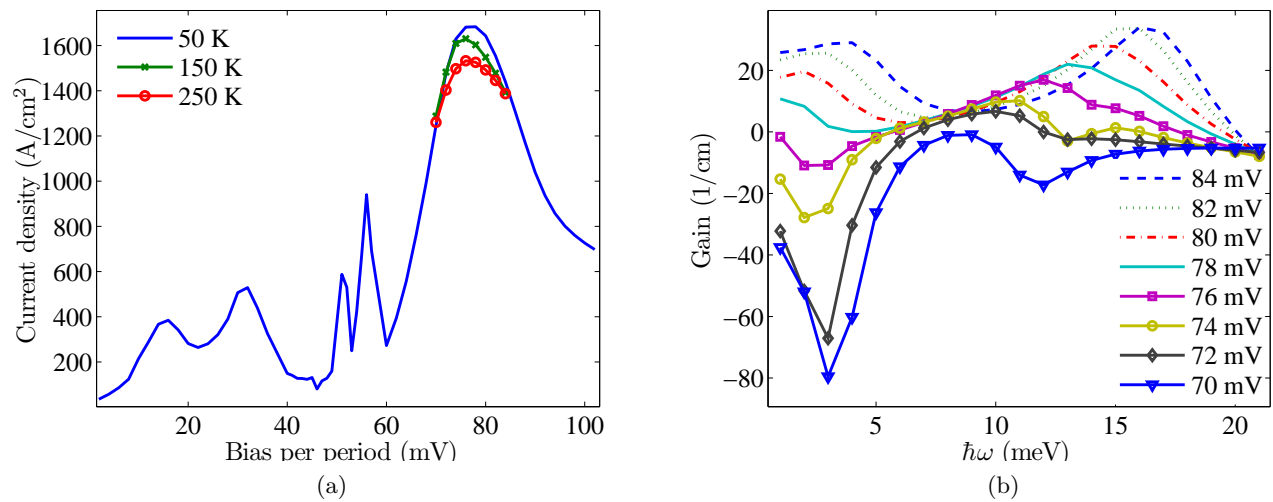 1600
1400
1200
1000
800
600
400
200
20 40 60 80 100
Current density (A/cm²)
Bias per period (mV)
50 K
150 K
250 K
(a)
20
0
−20
−40
−60
−80
5 10 15 20
Gain (1/cm)
ℏω (meV)
84 mV
82 mV
80 mV
78 mV
76 mV
74 mV
72 mV
70 mV
(b)